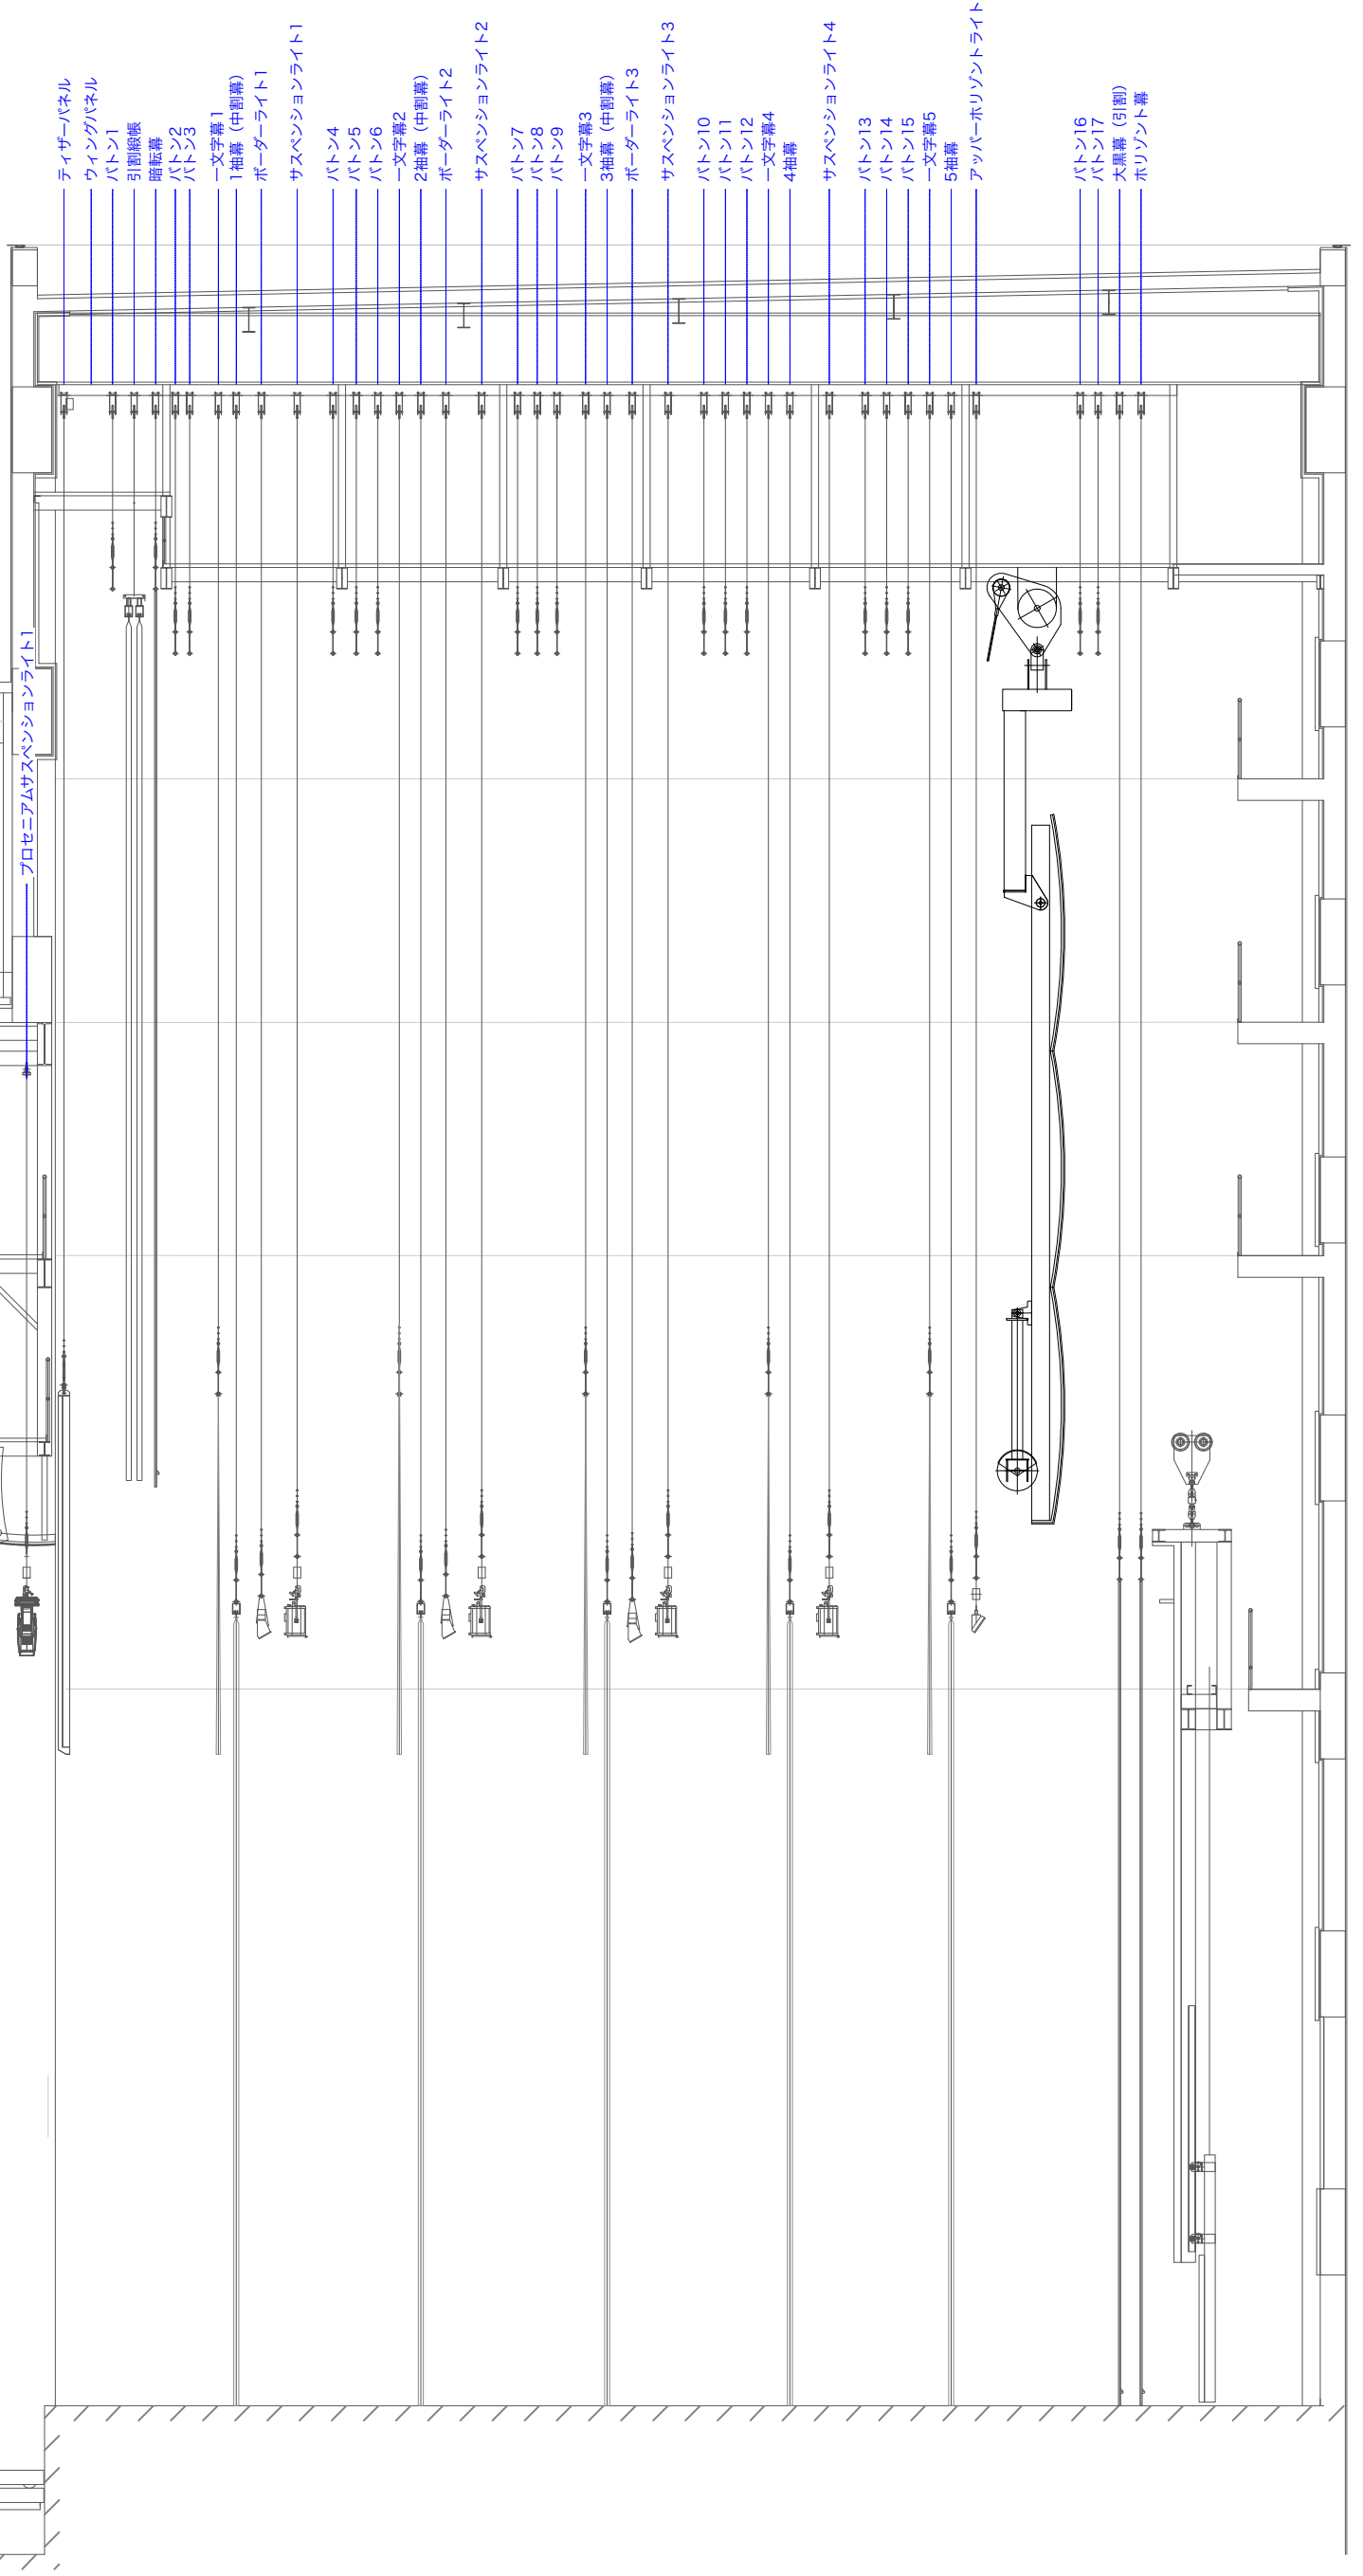 ティザーパネル
ウィングパネル
バトン1
引割緞帳
暗転幕
バトン2
バトン3
一文字幕1
1袖幕（中割幕）
ボーダーライト1
サスペンションライト1
バトン4
バトン5
バトン6
一文字幕2
2袖幕（中割幕）
ボーダーライト2
サスペンションライト2
バトン7
バトン8
バトン9
一文字幕3
3袖幕（中割幕）
ボーダーライト3
サスペンションライト3
バトン10
バトン11
バトン12
一文字幕4
4袖幕
サスペンションライト4
バトン13
バトン14
バトン15
一文字幕5
5袖幕
アッパーホリゾントライト
バトン16
バトン17
大黒幕（引割）
ホリゾント幕
プロセニアムサスペンションライト1